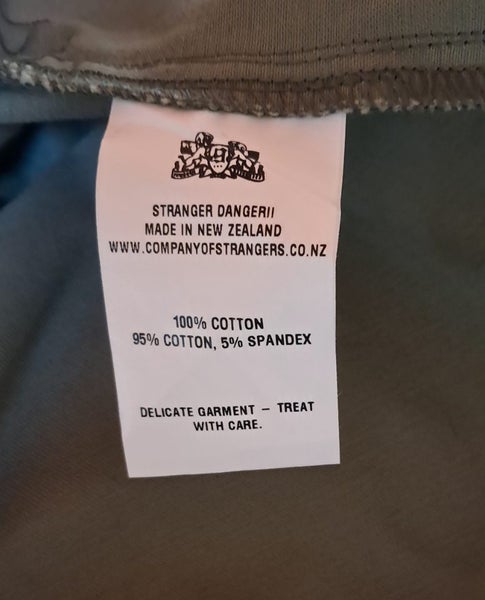 STRANGER DANGER!!
MADE IN NEW ZEALAND
WWW.COMPANYOFSTRANGERS.CO.NZ
100% COTTON
95% COTTON, 5% SPANDEX
DELICATE GARMENT – TREAT
WITH CARE.